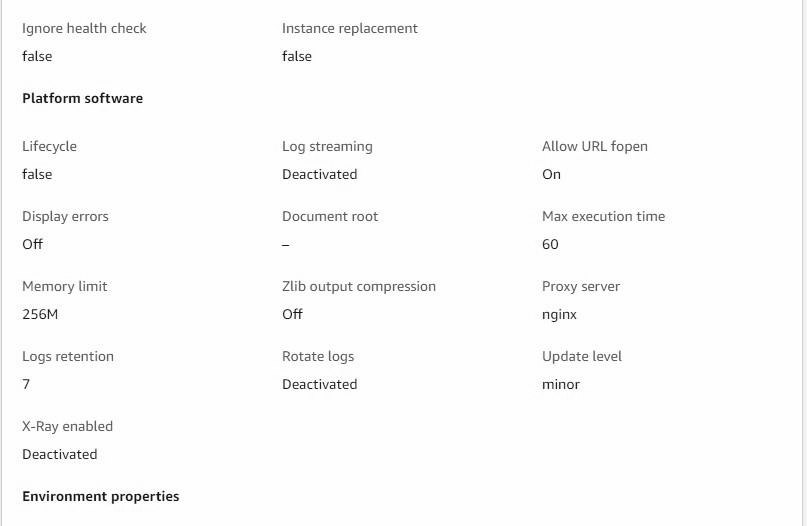 Ignore health check Instance replacement
false false
Platform software
Lifecycle Log streaming Allow URL fopen
false Deactivated On
Display errors Document root Max execution time
Off – 60
Memory limit Zlib output compression Proxy server
256M Off nginx
Logs retention Rotate logs Update level
7 Deactivated minor
X-Ray enabled
Deactivated
Environment properties